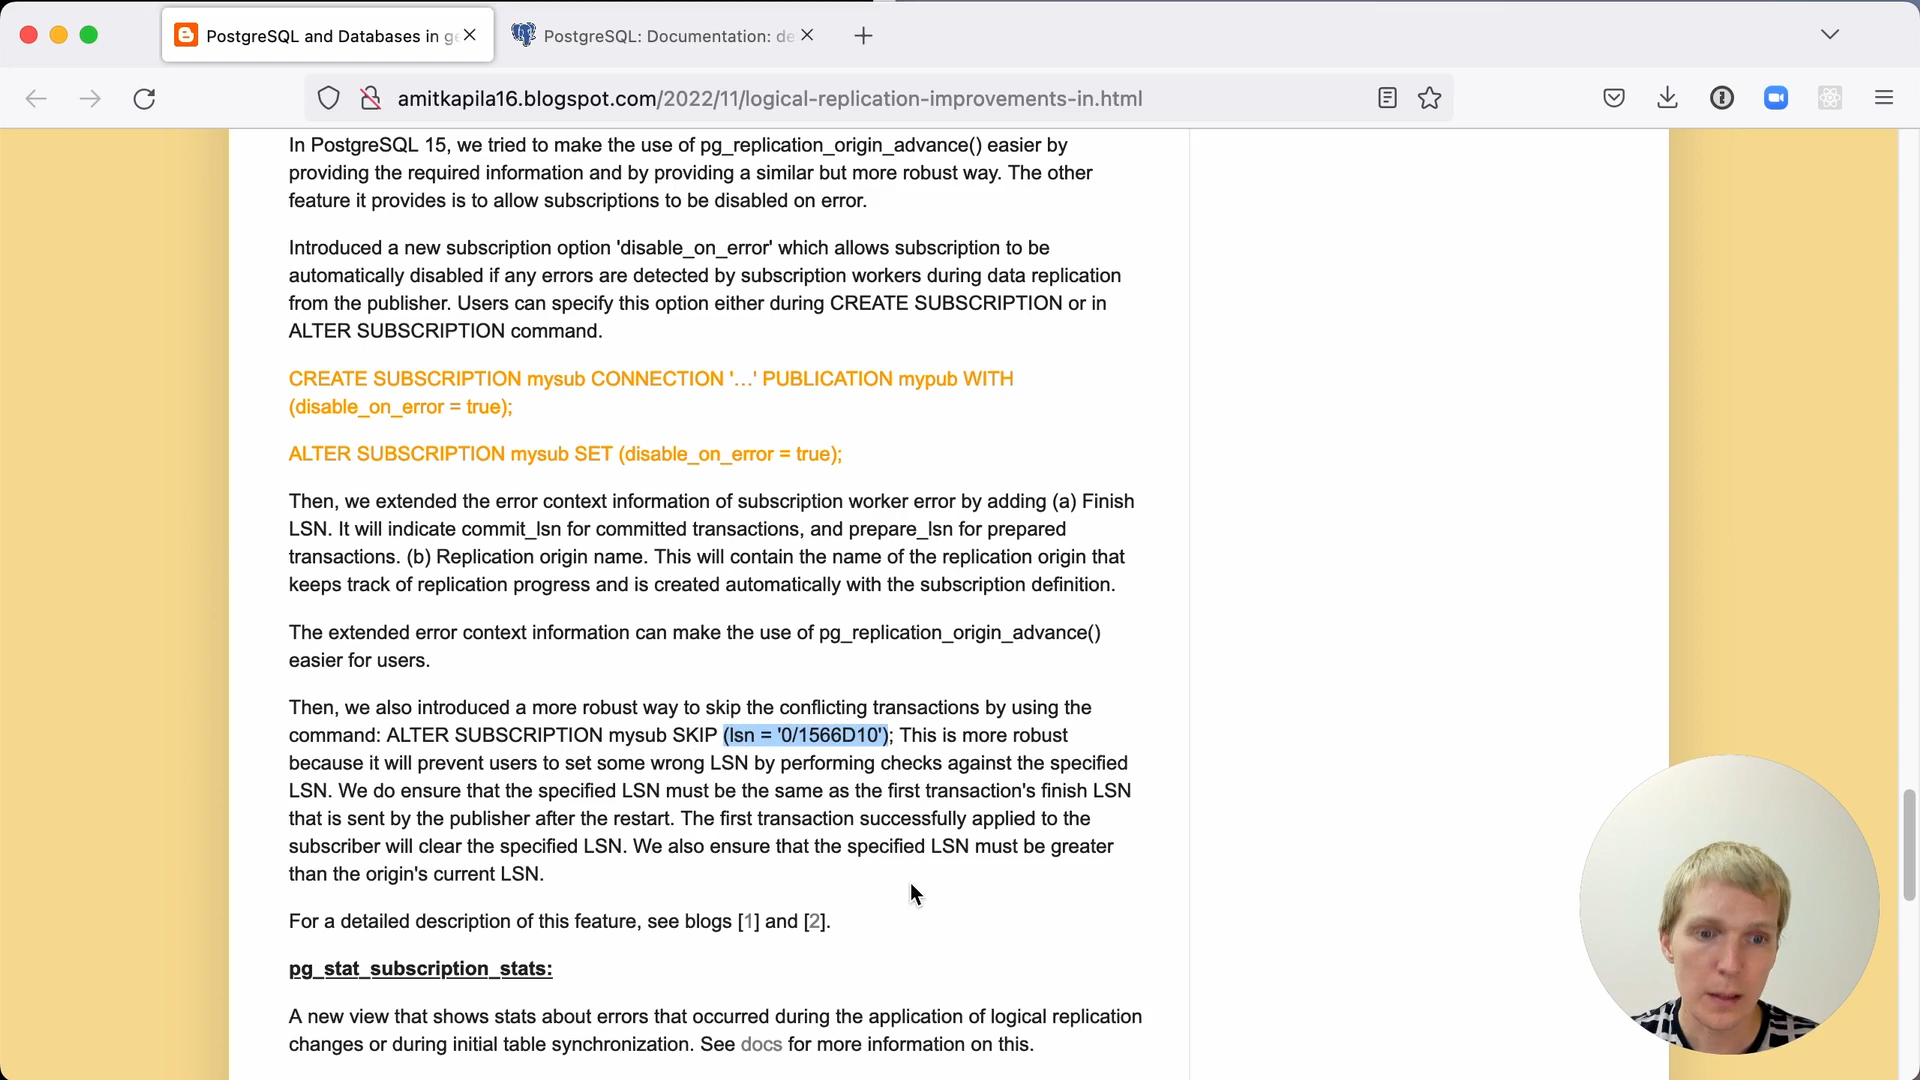 PostgreSQL and Databases in ge
PostgreSQL: Documentation: de
amitkapila16.blogspot.com/2022/11/logical-replication-improvements-in.html
In PostgreSQL 15, we tried to make the use of pg_replication_origin_advance() easier by
providing the required information and by providing a similar but more robust way. The other
feature it provides is to allow subscriptions to be disabled on error.
Introduced a new subscription option 'disable_on_error' which allows subscription to be
automatically disabled if any errors are detected by subscription workers during data replication
from the publisher. Users can specify this option either during CREATE SUBSCRIPTION or in
ALTER SUBSCRIPTION command.
CREATE SUBSCRIPTION mysub CONNECTION '…' PUBLICATION mypub WITH
(disable_on_error = true);
ALTER SUBSCRIPTION mysub SET (disable_on_error = true);
Then, we extended the error context information of subscription worker error by adding (a) Finish
LSN. It will indicate commit_lsn for committed transactions, and prepare_lsn for prepared
transactions. (b) Replication origin name. This will contain the name of the replication origin that
keeps track of replication progress and is created automatically with the subscription definition.
The extended error context information can make the use of pg_replication_origin_advance()
easier for users.
Then, we also introduced a more robust way to skip the conflicting transactions by using the
command: ALTER SUBSCRIPTION mysub SKIP (lsn = '0/1566D10'); This is more robust
because it will prevent users to set some wrong LSN by performing checks against the specified
LSN. We do ensure that the specified LSN must be the same as the first transaction's finish LSN
that is sent by the publisher after the restart. The first transaction successfully applied to the
subscriber will clear the specified LSN. We also ensure that the specified LSN must be greater
than the origin's current LSN.
For a detailed description of this feature, see blogs [1] and [2].
pg_stat_subscription_stats:
A new view that shows stats about errors that occurred during the application of logical replication
changes or during initial table synchronization. See docs for more information on this.